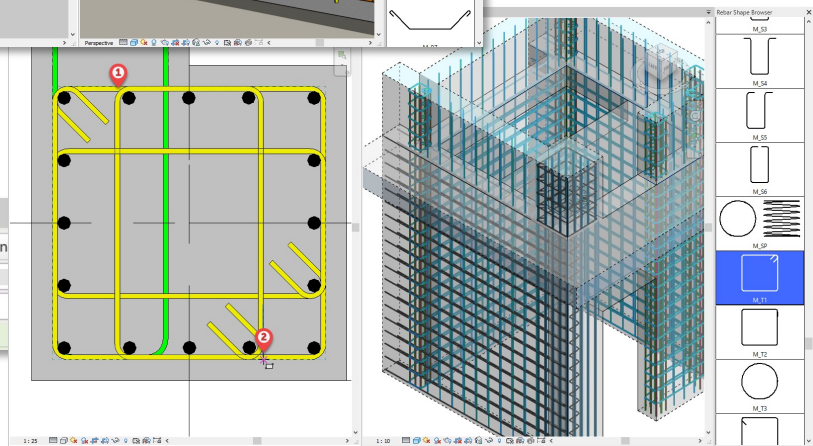 Rebar Shape Browser
M_S3
Perspective
M_S4
M_S5
M_S6
M_SP
M_T1
M_T2
M_T3
1
2
n
1 : 25
1 : 10